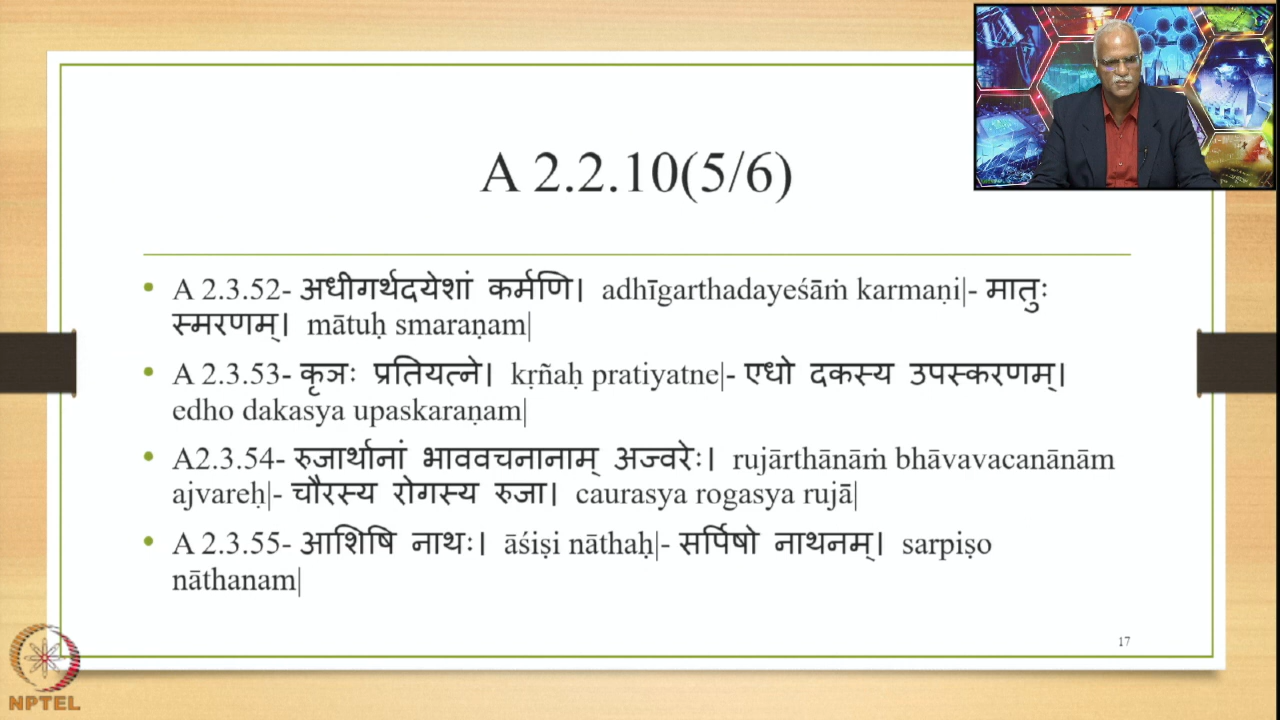 A 2.2.10(5/6)
• A 2.3.52- अधीगर्थदयेशां कर्मणि। adhīgarthadayeśāṁ karmaṇi|- मातुः
स्मरणम्। mātuḥ smaraṇam|
• A 2.3.53- कृञः प्रतियत्ने। kṛñaḥ pratiyatne|- एधो दकस्य उपस्करणम्।
edho dakasya upaskaraṇam|
• A2.3.54- रुजार्थानां भाववचनानाम् अज्वरेः। rujārthānāṁ bhāvavacanānām
ajvareḥ|- चौरस्य रोगस्य रुजा। caurasya rogasya rujā|
• A 2.3.55- आशिषि नाथः। āśiṣi nāthaḥ|- सर्पिषो नाथनम्। sarpiṣo
nāthanam|
17
NPTEL